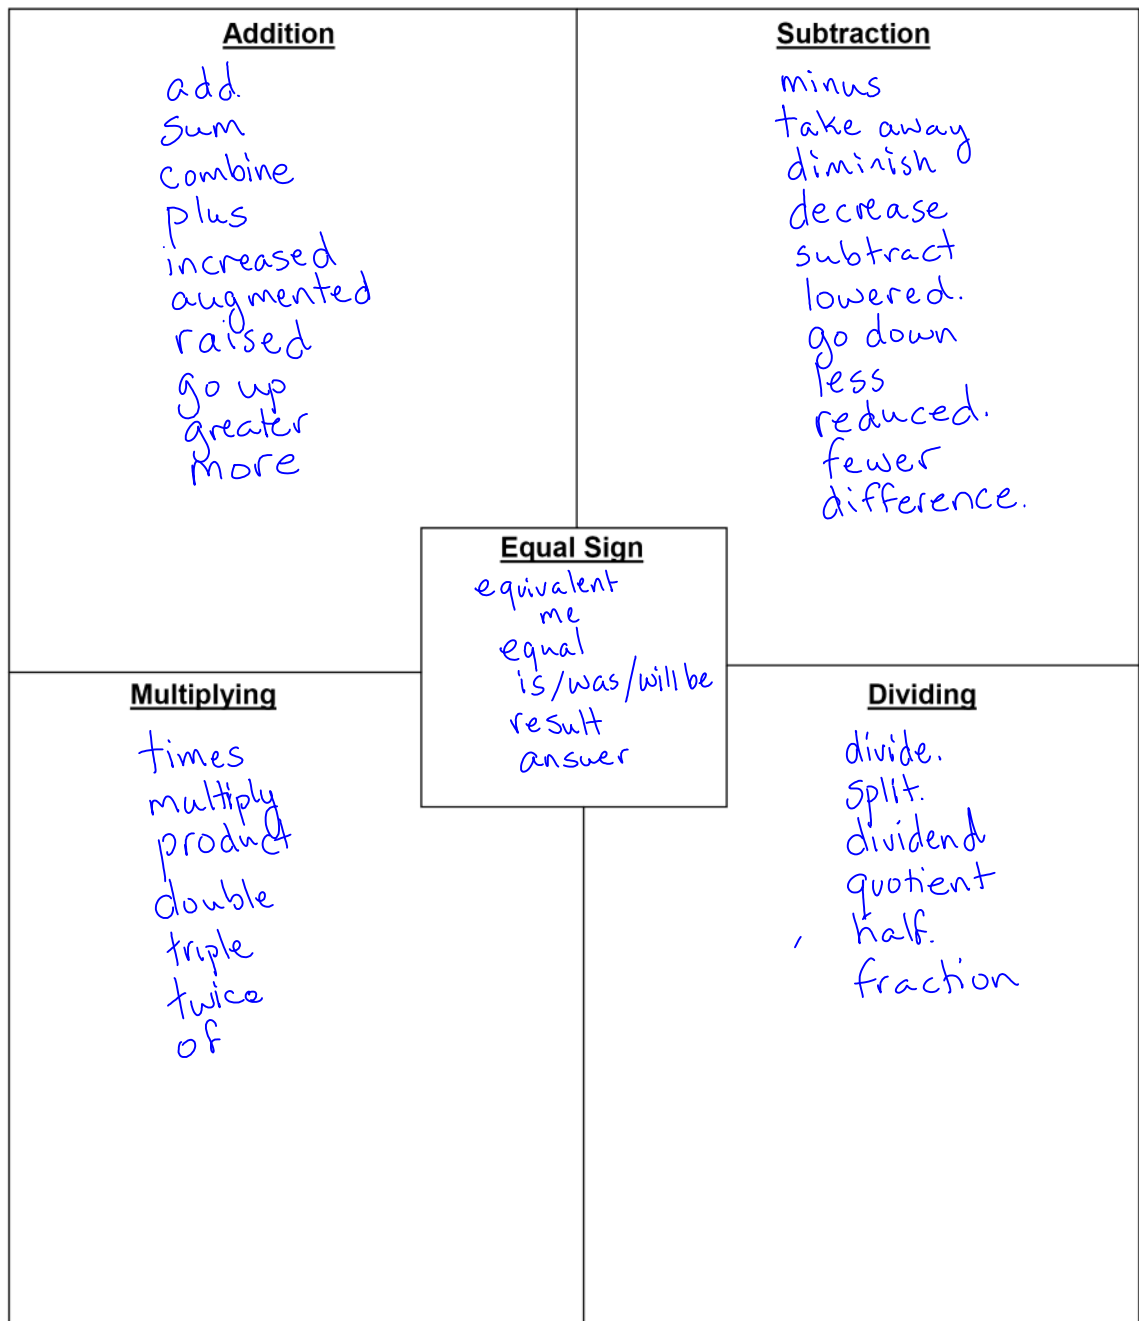 Addition
add.
sum
combine
plus
increased
augmented
raised
go up
greater
more
Subtraction
minus
take away
diminish
decrease
subtract
lowered.
go down
less
reduced.
fewer
difference.
Equal Sign
equivalent
me
equal
is/was/will be
result
answer
Multiplying
times
multiply
product
double
triple
twice
of
Dividing
divide.
split.
dividend
quotient
half.
fraction